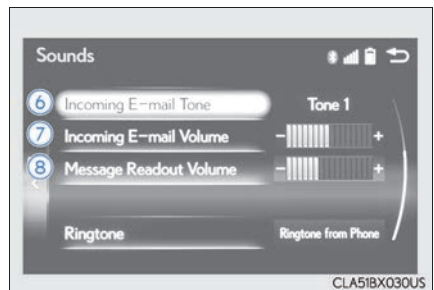 Sounds
6 Incoming E-mail Tone Tone 1
7 Incoming E-mail Volume - +
8 Message Readout Volume - +
Ringtone Ringtone from Phone
CLA51BX030US